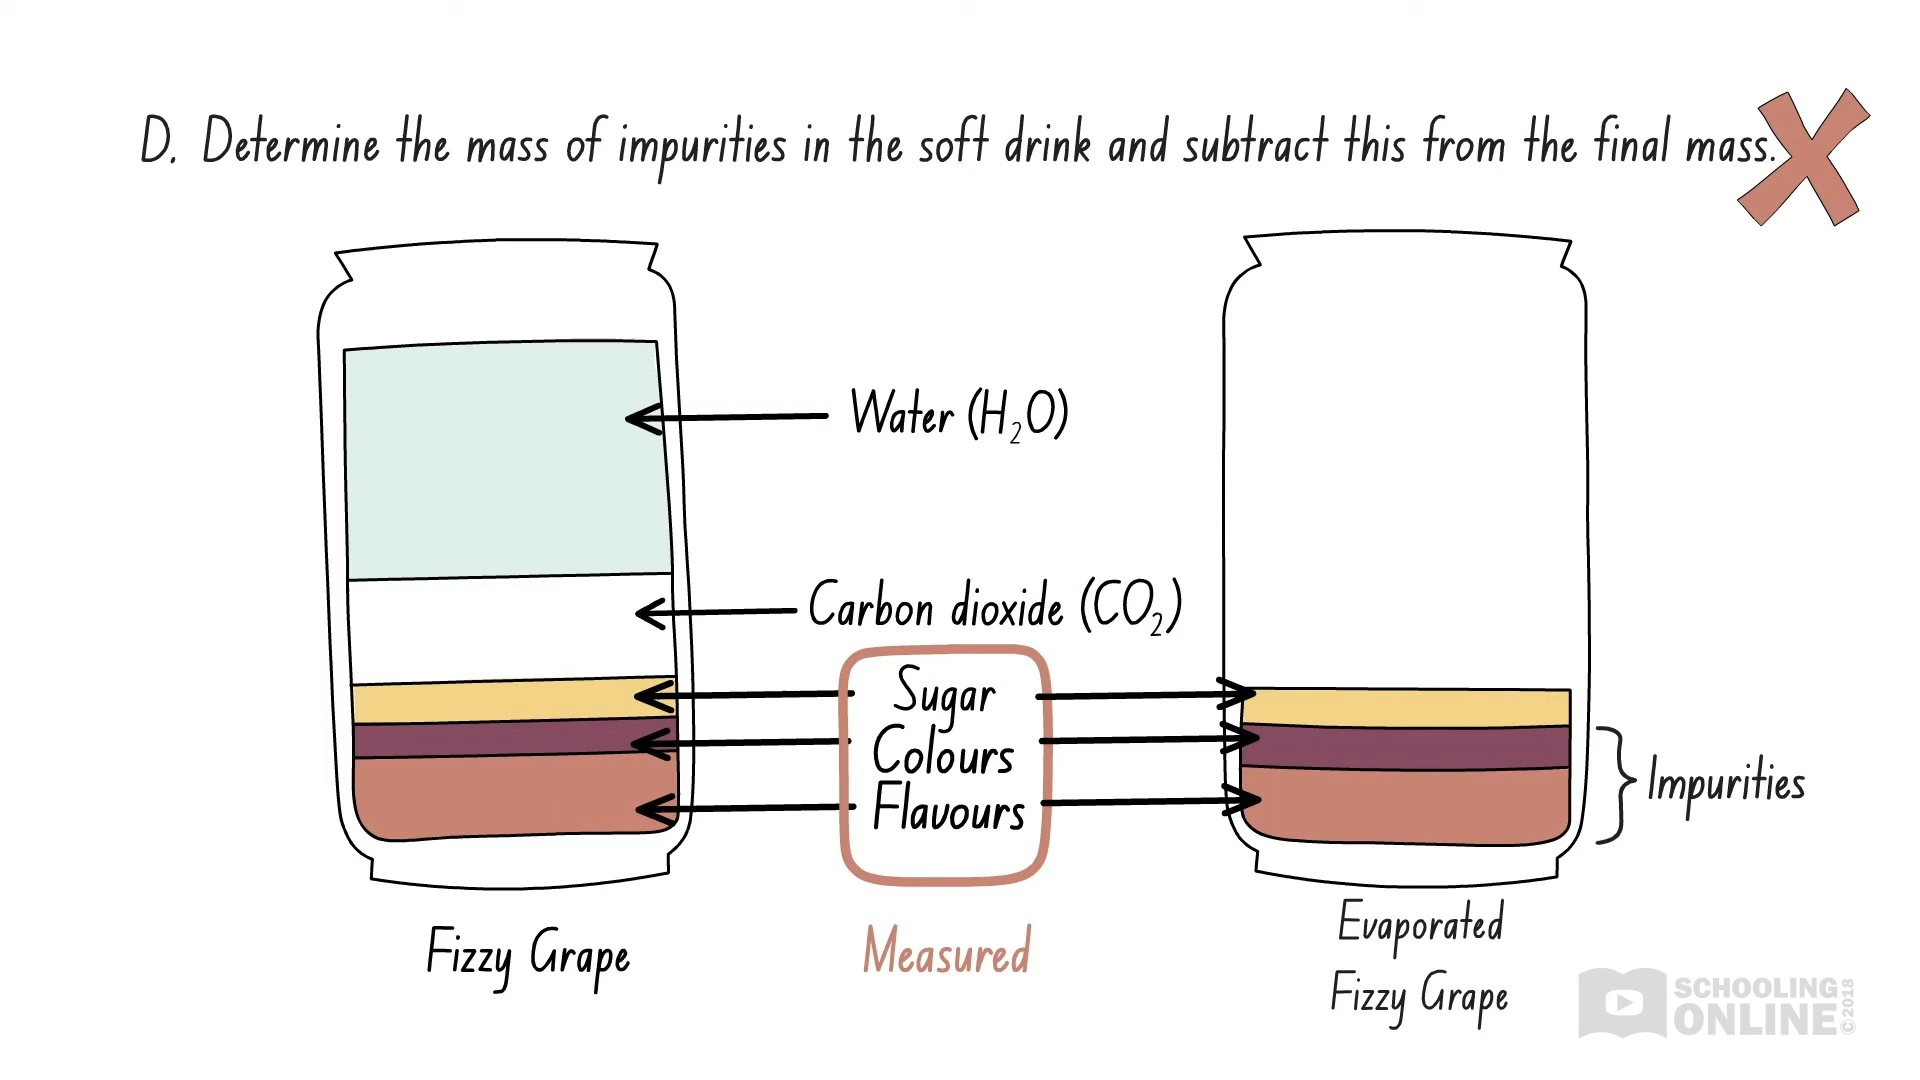 D. Determine the mass of impurities in the soft drink and subtract this from the final mass.
Water (H₂O)
Carbon dioxide (CO₂)
Sugar
Colours
Flavours
Impurities
Fizzy Grape
Measured
Evaporated
Fizzy Grape
SCHOOLING
ONLINE
©2018